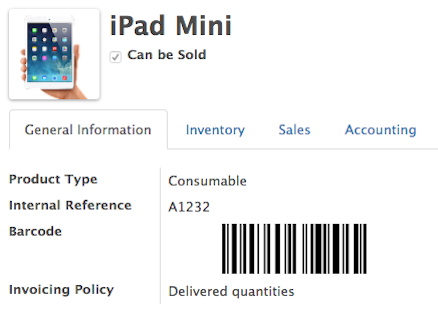 iPad Mini
Can be Sold
General Information Inventory Sales Accounting
Product Type Consumable
Internal Reference A1232
Barcode
Invoicing Policy Delivered quantities